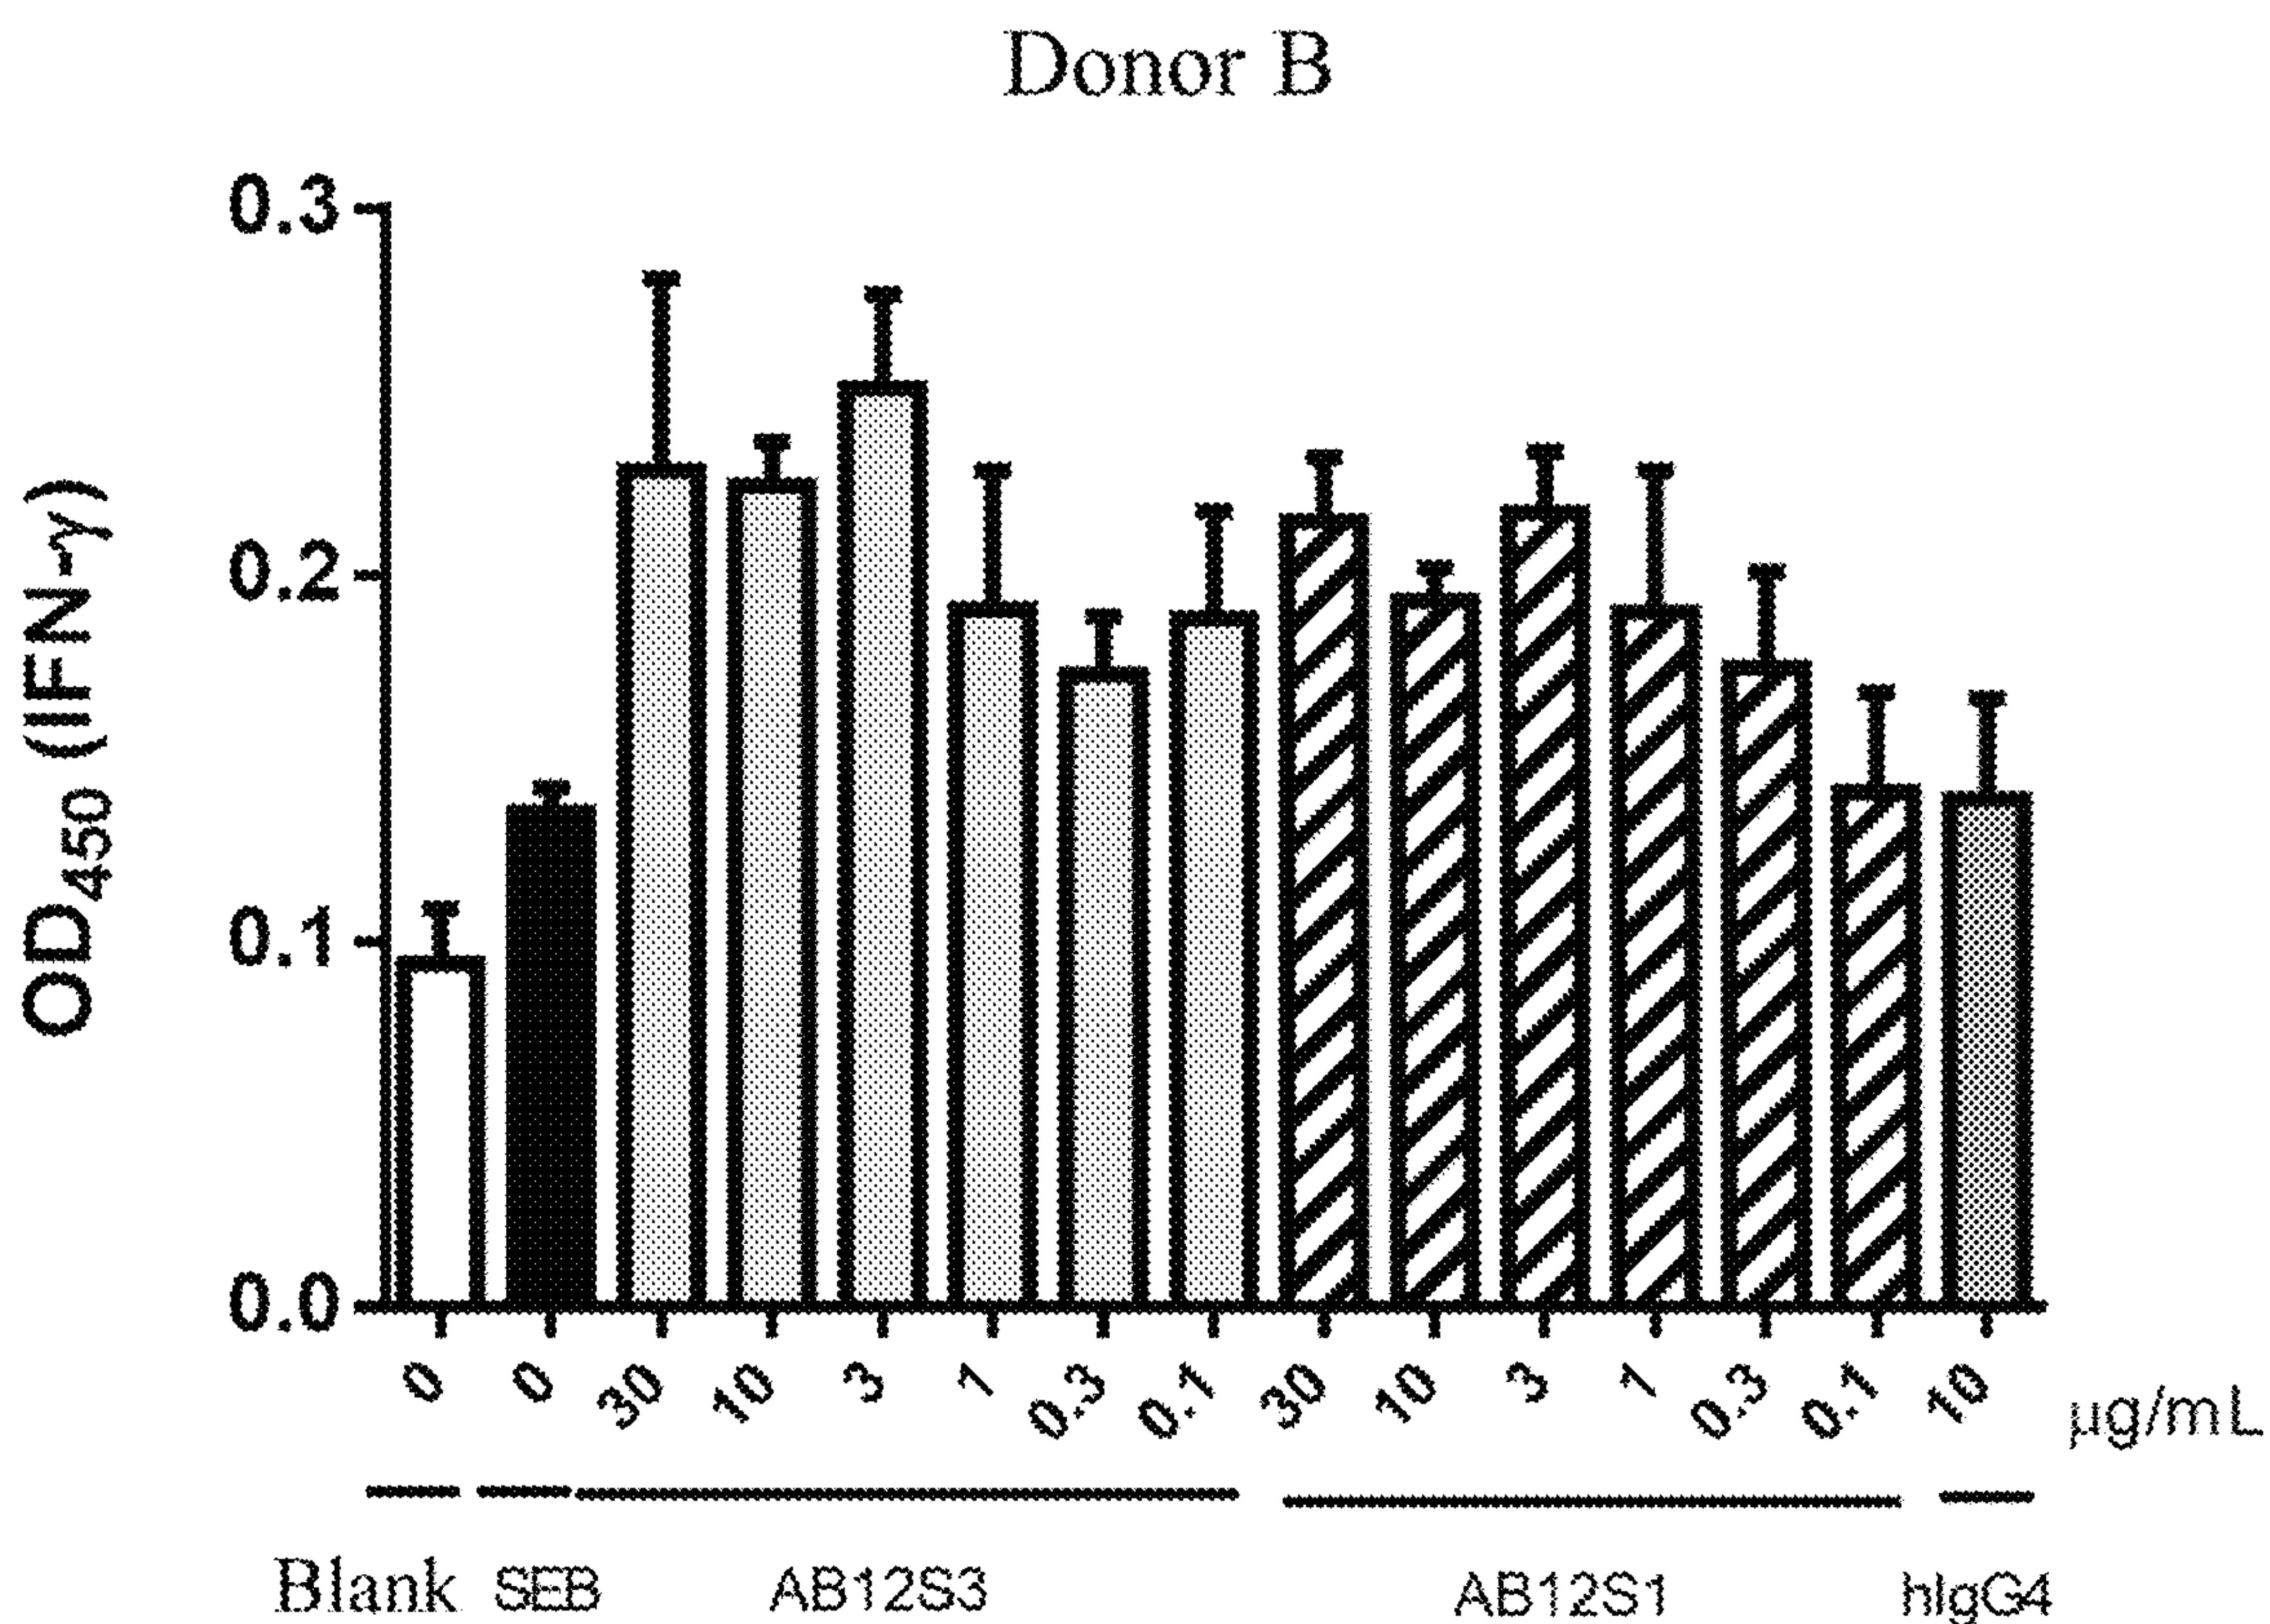 Donor B
OD450 (IFN-γ)
0.3
0.2
0.1
0.0
0 0 30 10 3 1 0.3 0.1 30 10 3 1 0.3 0.1 10 μg/mL
Blank SEB AB12S3 AB12S1 hIgG4